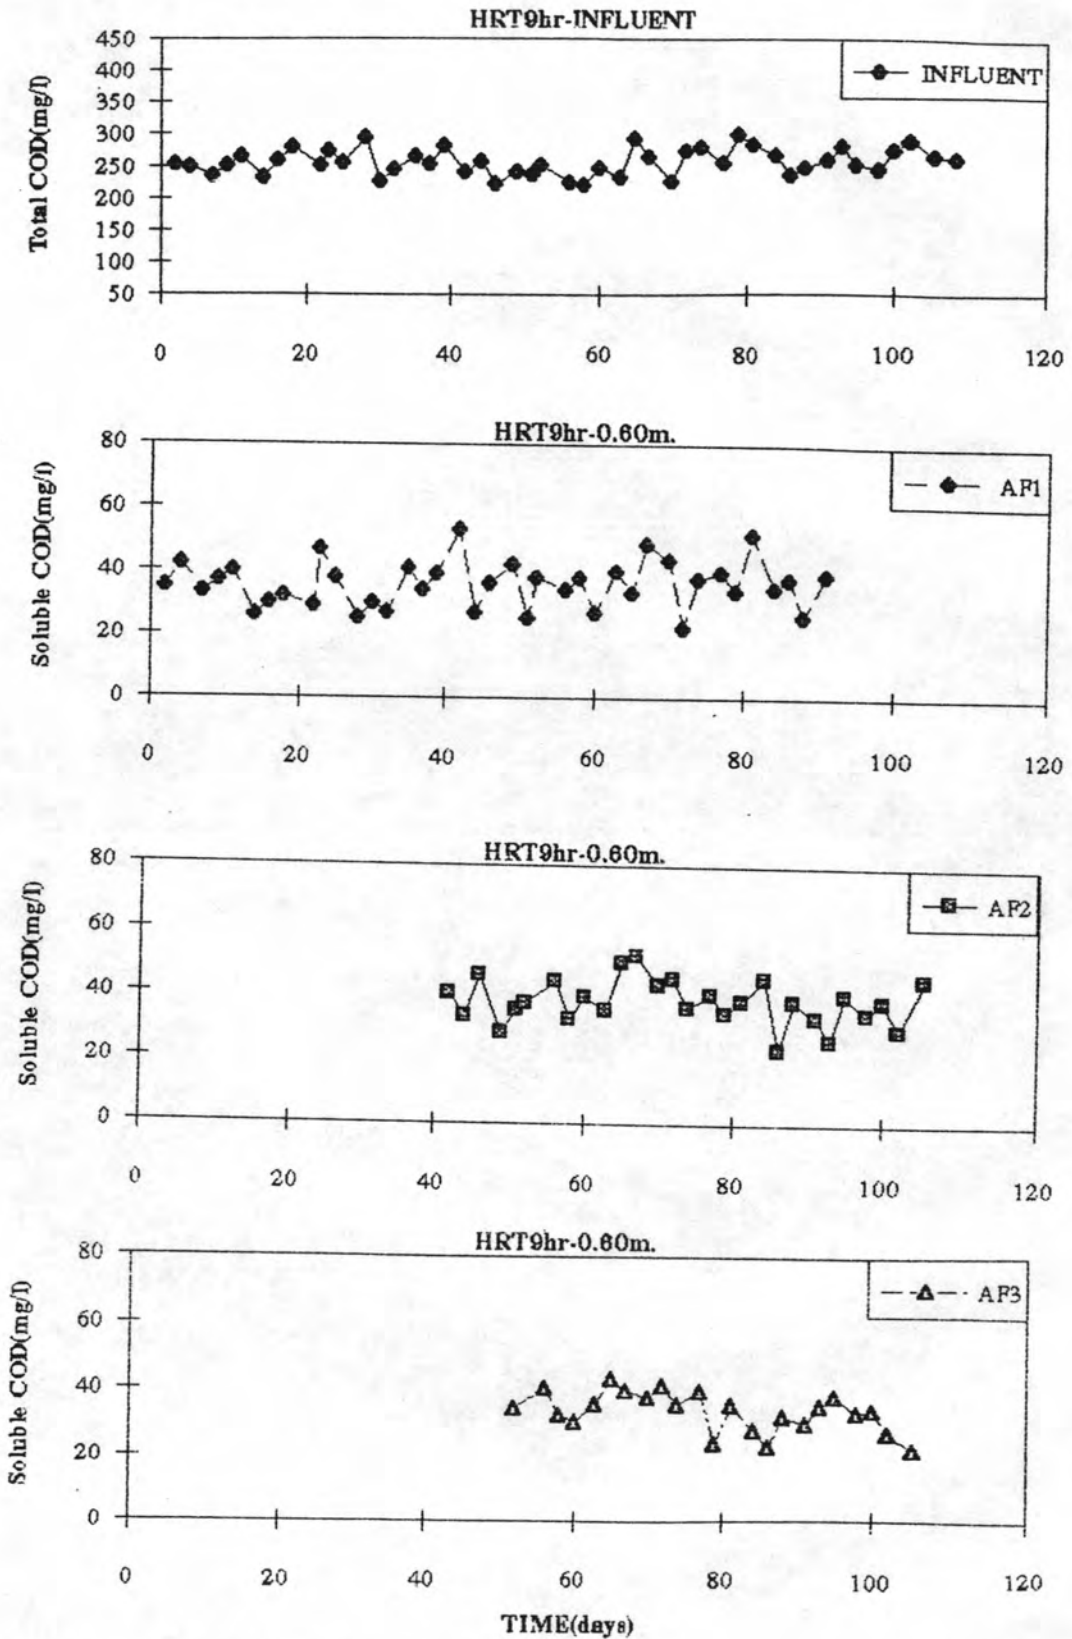 HRT9hr-INFLUENT
450
400
350
300
250
200
150
100
50
Total COD(mg/l)
INFLUENT
0 20 40 60 80 100 120
HRT9hr-0.60m.
80
60
40
20
0
Soluble COD(mg/l)
AF1
0 20 40 60 80 100 120
HRT9hr-0.60m.
80
60
40
20
0
Soluble COD(mg/l)
AF2
0 20 40 60 80 100 120
HRT9hr-0.60m.
80
60
40
20
0
Soluble COD(mg/l)
AF3
0 20 40 60 80 100 120
TIME(days)